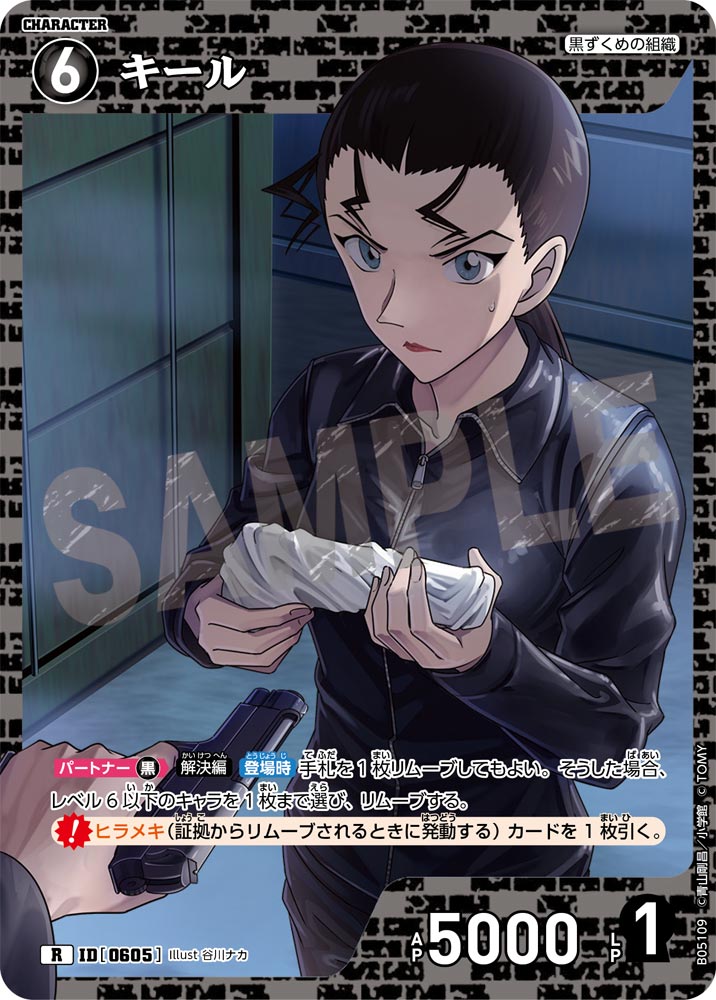 CHARACTER
6 キール
黒ずくめの組織
SAMPLE
パートナー 黒 解決編 登場時 手札を1枚リムーブしてもよい。そうした場合、
レベル6以下のキャラを1枚まで選び、リムーブする。
! ヒラメキ(証拠からリムーブされるときに発動する) カードを1枚引く。
R ID[0605] Illust 谷川ナカ
AP 5000 LP 1
B05109 ©青山剛昌/小学館 ©TOMY